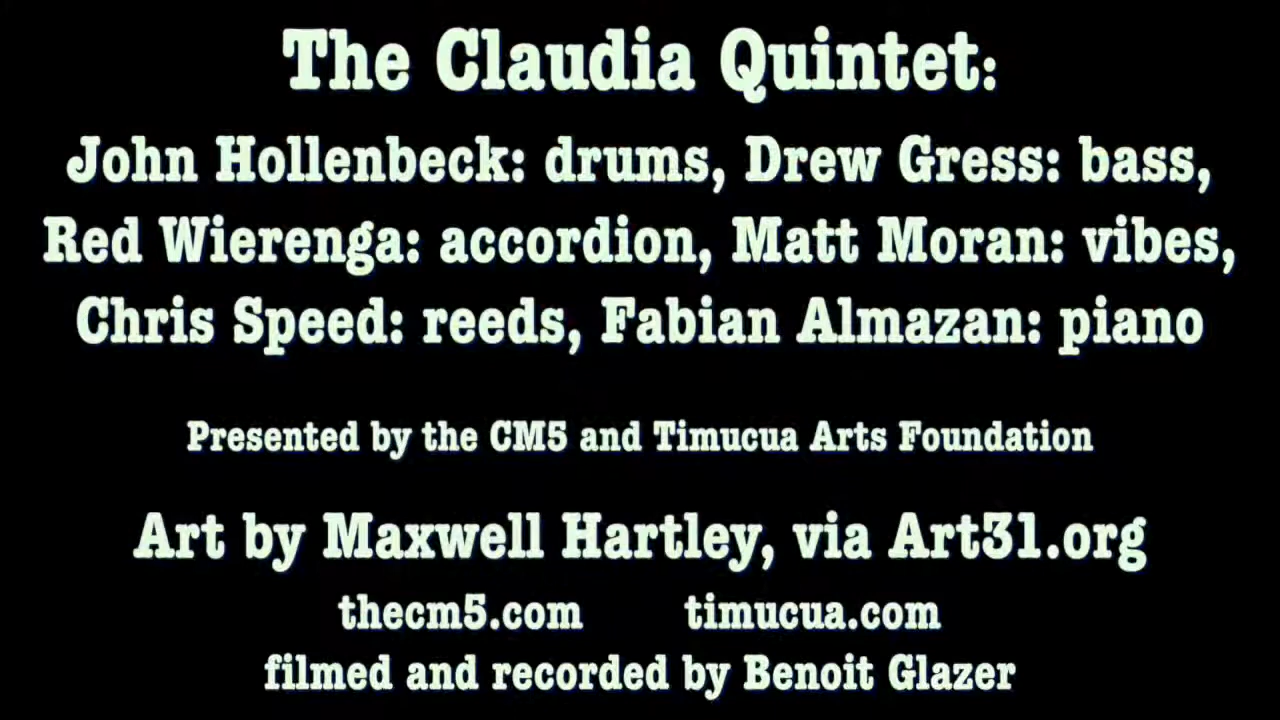 The Claudia Quintet:
John Hollenbeck: drums, Drew Gress: bass,
Red Wierenga: accordion, Matt Moran: vibes,
Chris Speed: reeds, Fabian Almazan: piano
Presented by the CM5 and Timucua Arts Foundation
Art by Maxwell Hartley, via Art31.org
thecm5.com timucua.com
filmed and recorded by Benoit Glazer